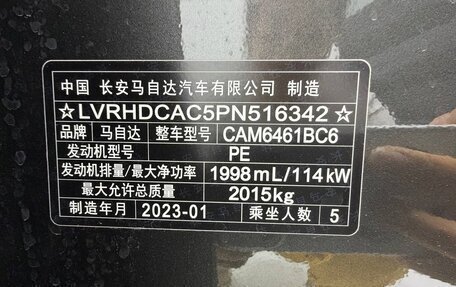 中国 长安马自达汽车有限公司 制造
☆LVRHDCAC5PN516342☆
品牌 马自达 整车型号 CAM6461BC6
发动机型号 PE
发动机排量/最大净功率 1998mL/114kW
最大允许总质量 2015kg
制造年月 2023-01 乘坐人数 5